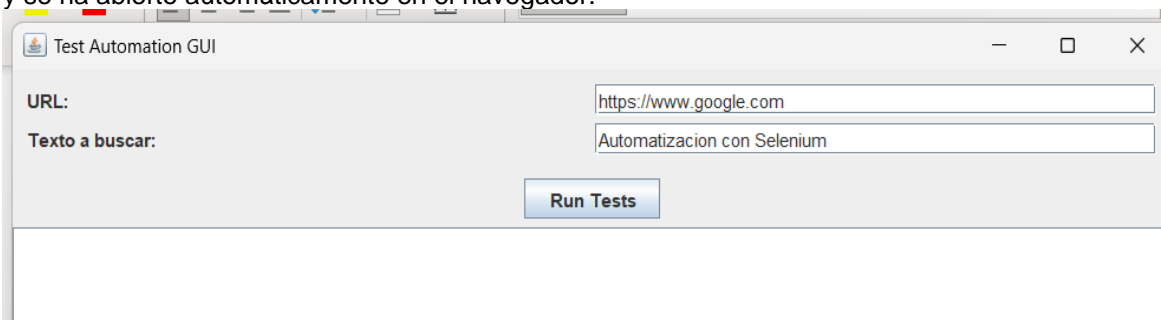 y se ha abierto automáticamente en el navegador.
Test Automation GUI
URL: https://www.google.com
Texto a buscar: Automatizacion con Selenium
Run Tests